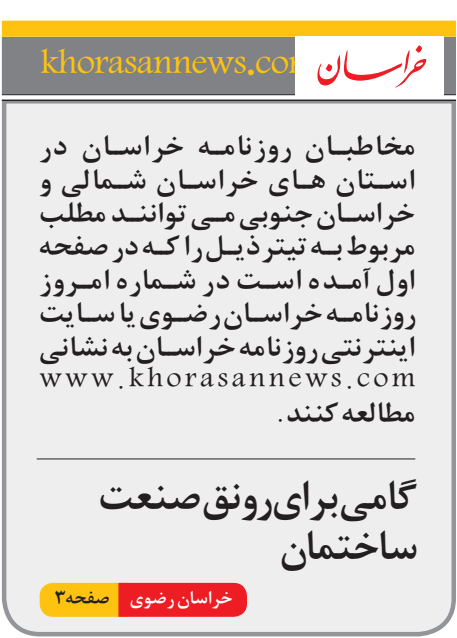 khorasannews.co
خراسان
مخاطبان روزنامه خراسان در
استان های خراسان شمالی و
خراسان جنوبی می توانند مطلب
مربوط به تیتر ذیل را که در صفحه
اول آمده است در شماره امروز
روزنامه خراسان رضوی یا سایت
اینترنتی روزنامه خراسان به نشانی
www.khorasannews.com
مطالعه کنند.
گامی برای رونق صنعت
ساختمان
خراسان رضوی صفحه۳